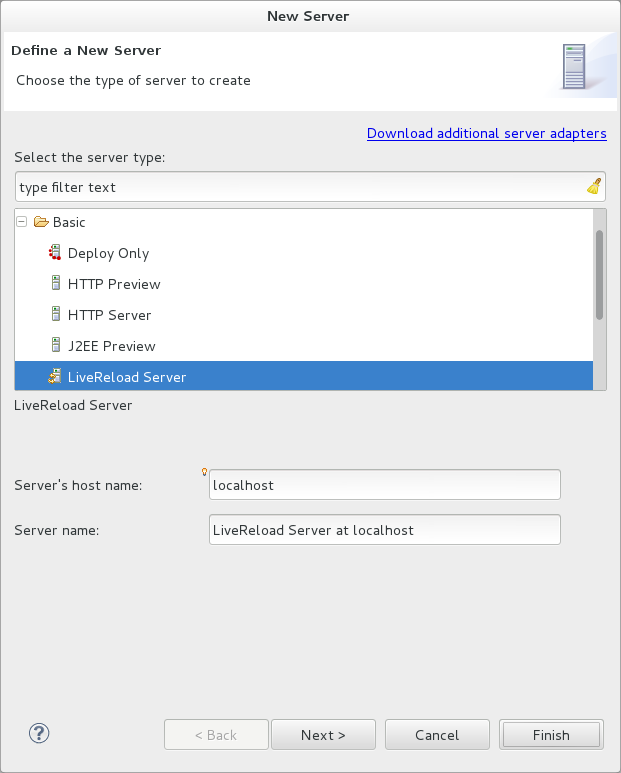 New Server
Define a New Server
Choose the type of server to create
Download additional server adapters
Select the server type:
type filter text
Basic
Deploy Only
HTTP Preview
HTTP Server
J2EE Preview
LiveReload Server
LiveReload Server
Server's host name:
localhost
Server name:
LiveReload Server at localhost
? < Back Next > Cancel Finish